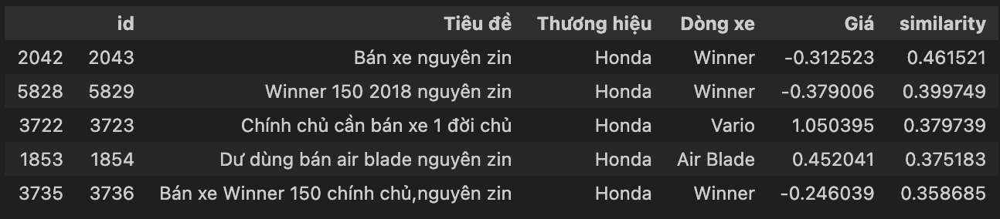 id Tiêu đề Thương hiệu Dòng xe Giá similarity
2042 2043 Bán xe nguyên zin Honda Winner -0.312523 0.461521
5828 5829 Winner 150 2018 nguyên zin Honda Winner -0.379006 0.399749
3722 3723 Chính chủ cần bán xe 1 đời chủ Honda Vario 1.050395 0.379739
1853 1854 Dư dùng bán air blade nguyên zin Honda Air Blade 0.452041 0.375183
3735 3736 Bán xe Winner 150 chính chủ,nguyên zin Honda Winner -0.246039 0.358685